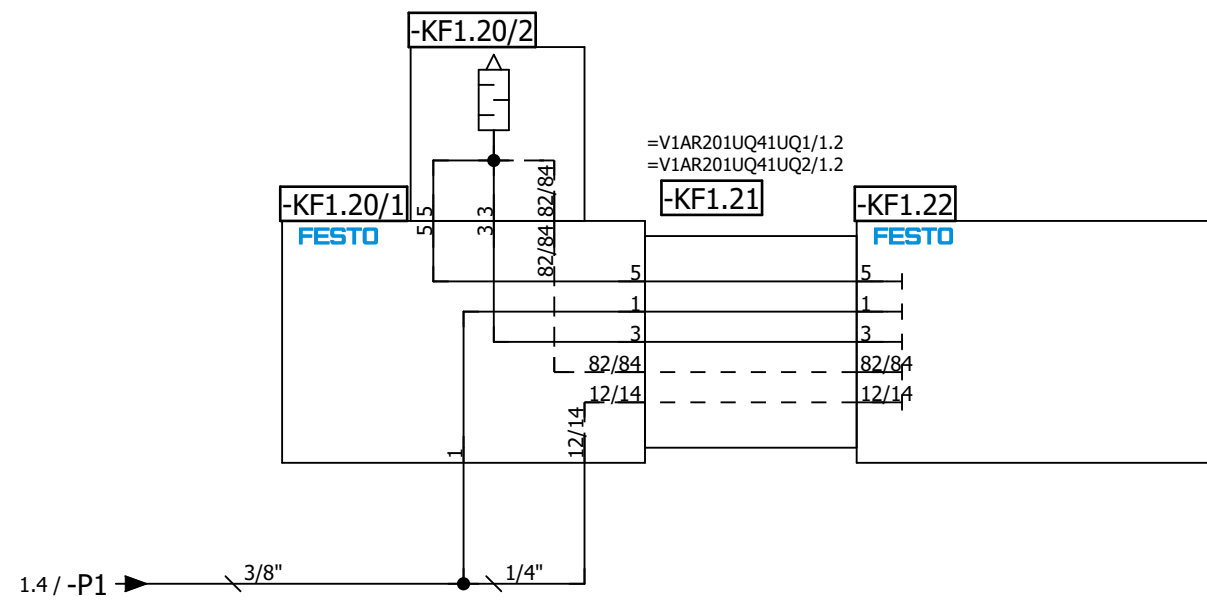 -KF1.20/2
=V1AR201UQ41UQ1/1.2
=V1AR201UQ41UQ2/1.2
-KF1.20/1
5 5
3 3
82/84 82/84
-KF1.21
-KF1.22
FESTO
FESTO
5
5
1
1
3
3
82/84
82/84
12/14
12/14
1
12/14
1.4 / -P1
3/8"
1/4"